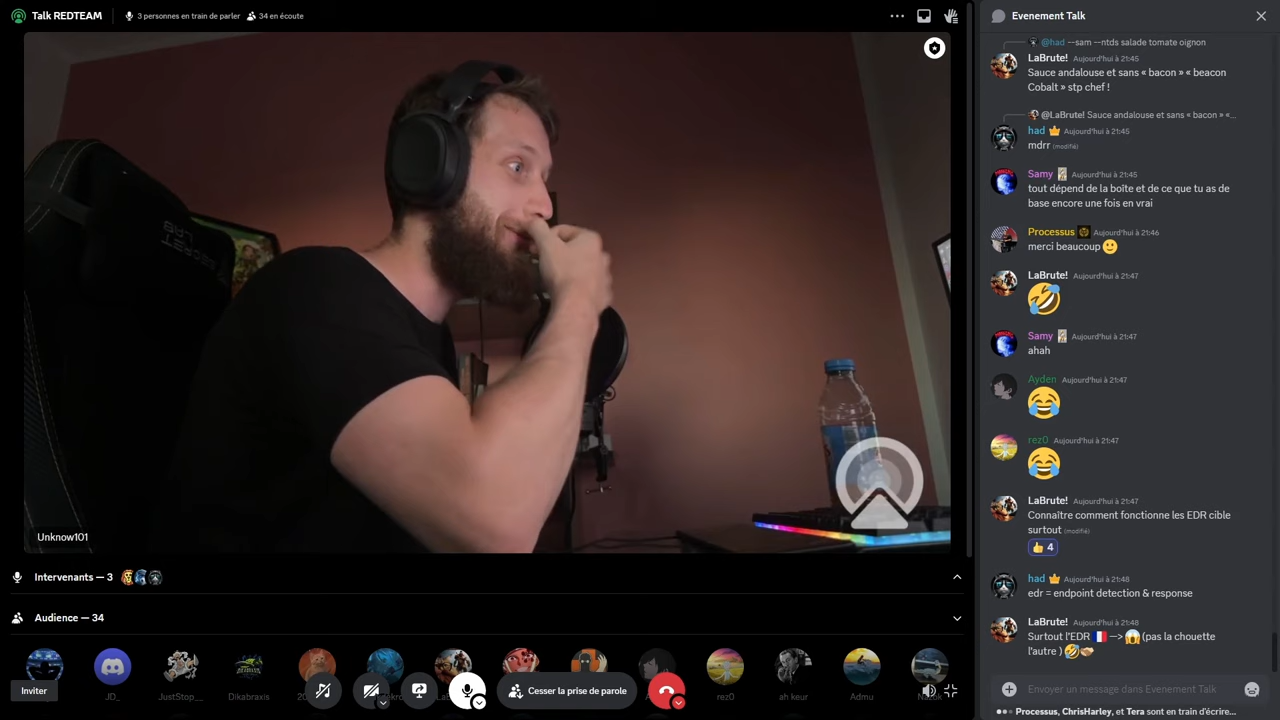 Talk REDTEAM
3 personnes en train de parler
34 en écoute
Unknow101
Intervenants — 3
Audience — 34
JD_
JustStop_...
D!kabraxis
rez0
ah keur
Admu
Inviter
Cesser la prise de parole
Evenement Talk
@had --sam --ntds salade tomate oignon
LaBrute! Aujourd'hui à 21:45
Sauce andalouse et sans « bacon » « beacon
Cobalt » stp chef !
@LaBrute! Sauce andalouse et sans « bacon » «...
had Aujourd'hui à 21:45
mdrr (modifié)
Samy Aujourd'hui à 21:45
tout dépend de la boîte et de ce que tu as de
base encore une fois en vrai
Processus Aujourd'hui à 21:46
merci beaucoup 🙂
LaBrute! Aujourd'hui à 21:47
🤣
Samy Aujourd'hui à 21:47
ahah
Ayden Aujourd'hui à 21:47
😂
rez0 Aujourd'hui à 21:47
😂
LaBrute! Aujourd'hui à 21:47
Connaître comment fonctionne les EDR cible
surtout (modifié)
👍 4
had Aujourd'hui à 21:48
edr = endpoint detection & response
LaBrute! Aujourd'hui à 21:48
Surtout l'EDR 🇫🇷 —> 😱 (pas la chouette
l'autre ) 🤣🤝
Envoyer un message dans Evenement Talk
Processus, ChrisHarley, et Tera sont en train d'écrire...